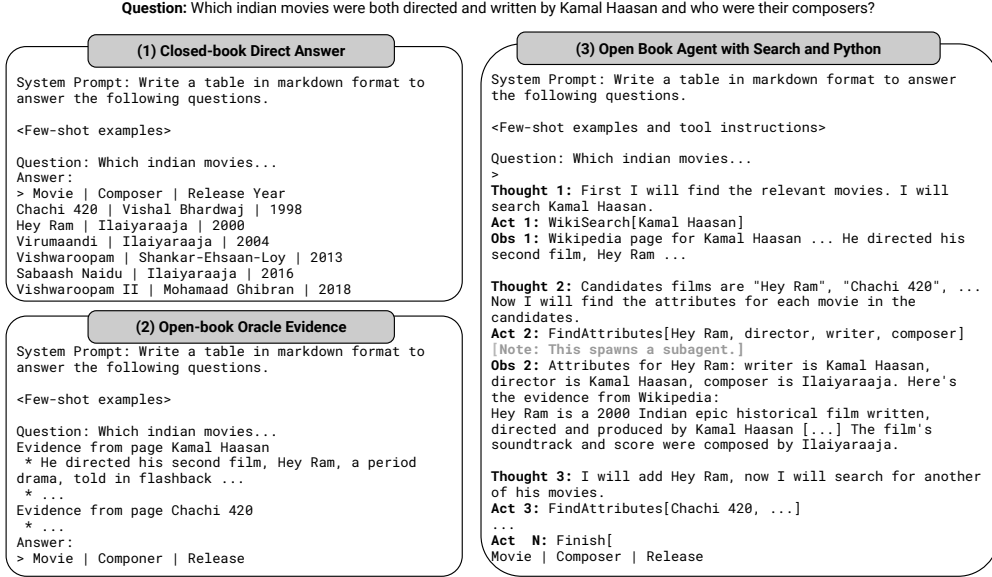 Question: Which indian movies were both directed and written by Kamal Haasan and who were their composers?
(1) Closed-book Direct Answer
System Prompt: Write a table in markdown format to
answer the following questions.
<Few-shot examples>
Question: Which indian movies...
Answer:
> Movie | Composer | Release Year
Chachi 420 | Vishal Bhardwaj | 1998
Hey Ram | Ilaiyaraaja | 2000
Virumaandi | Ilaiyaraaja | 2004
Vishwaroopam | Shankar-Ehsaan-Loy | 2013
Sabaash Naidu | Ilaiyaraaja | 2016
Vishwaroopam II | Mohamaad Ghibran | 2018
(2) Open-book Oracle Evidence
System Prompt: Write a table in markdown format to
answer the following questions.
<Few-shot examples>
Question: Which indian movies...
Evidence from page Kamal Haasan
* He directed his second film, Hey Ram, a period
drama, told in flashback ...
* ...
Evidence from page Chachi 420
* ...
Answer:
> Movie | Componer | Release
(3) Open Book Agent with Search and Python
System Prompt: Write a table in markdown format to answer
the following questions.
<Few-shot examples and tool instructions>
Question: Which indian movies...
>
Thought 1: First I will find the relevant movies. I will
search Kamal Haasan.
Act 1: WikiSearch[Kamal Haasan]
Obs 1: Wikipedia page for Kamal Haasan ... He directed his
second film, Hey Ram ...
Thought 2: Candidates films are "Hey Ram", "Chachi 420", ...
Now I will find the attributes for each movie in the
candidates.
Act 2: FindAttributes[Hey Ram, director, writer, composer]
[Note: This spawns a subagent.]
Obs 2: Attributes for Hey Ram: writer is Kamal Haasan,
director is Kamal Haasan, composer is Ilaiyaraaja. Here's
the evidence from Wikipedia:
Hey Ram is a 2000 Indian epic historical film written,
directed and produced by Kamal Haasan [...] The film's
soundtrack and score were composed by Ilaiyaraaja.
Thought 3: I will add Hey Ram, now I will search for another
of his movies.
Act 3: FindAttributes[Chachi 420, ...]
...
Act N: Finish[
Movie | Composer | Release